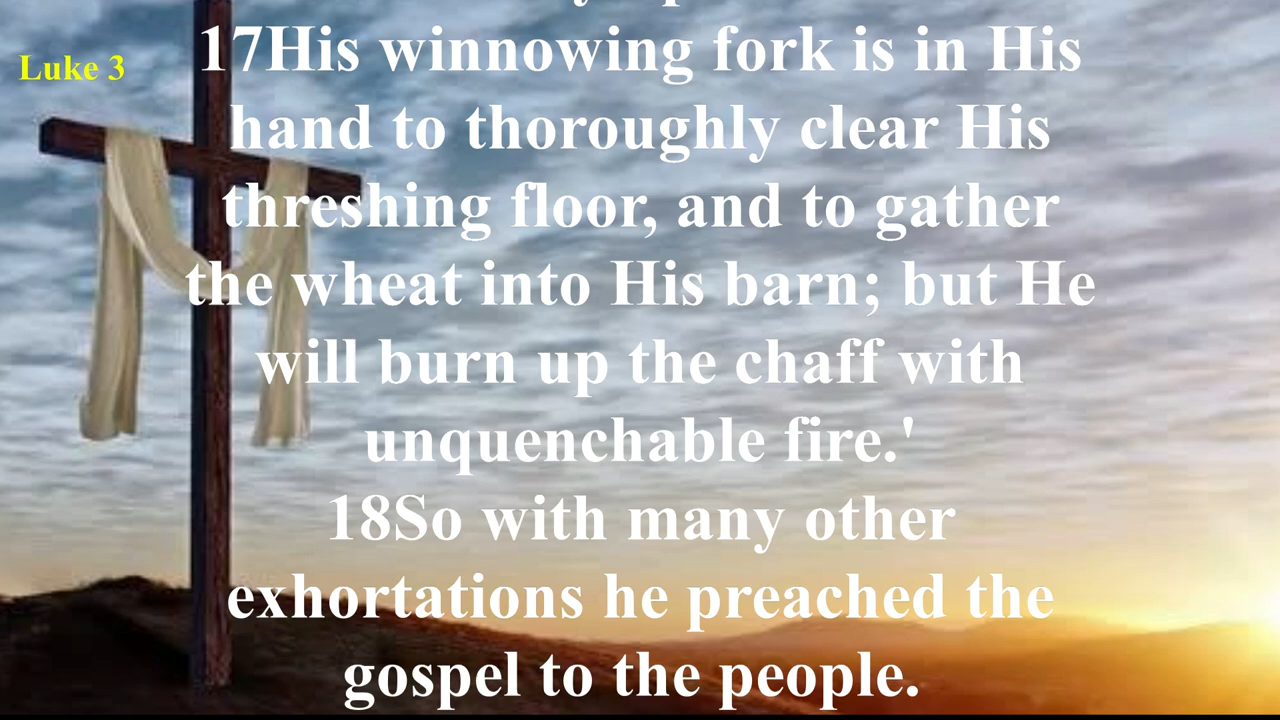 Luke 3
17His winnowing fork is in His
hand to thoroughly clear His
threshing floor, and to gather
the wheat into His barn; but He
will burn up the chaff with
unquenchable fire.'
18So with many other
exhortations he preached the
gospel to the people.